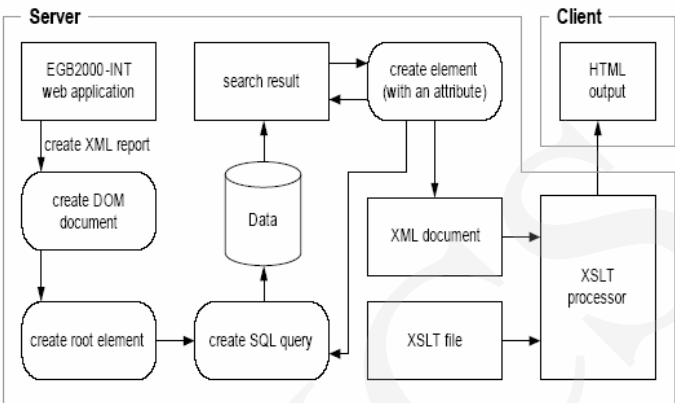 Server
Client
EGB2000-INT
web application
search result
create element
(with an attribute)
HTML
output
create XML report
create DOM
document
Data
XML document
XSLT
processor
create root element
create SQL query
XSLT file